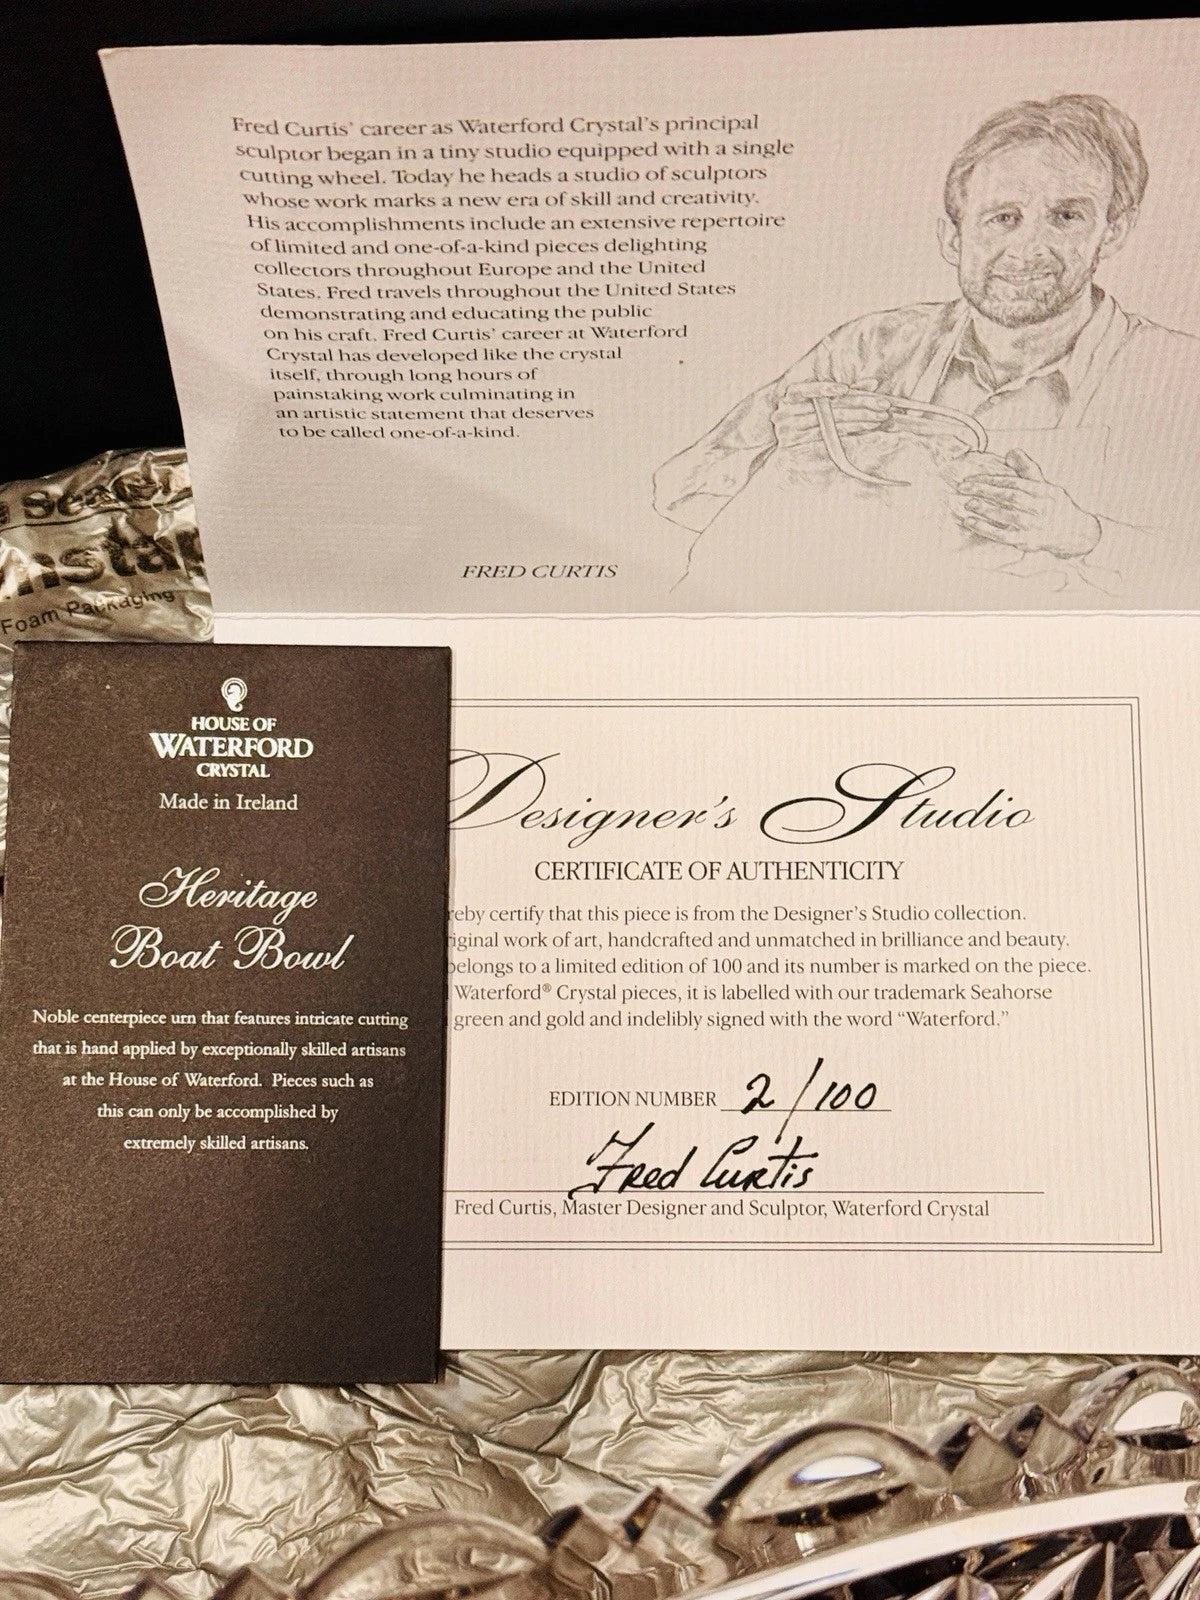 Fred Curtis' career as Waterford Crystal's principal
sculptor began in a tiny studio equipped with a single
cutting wheel. Today he heads a studio of sculptors
whose work marks a new era of skill and creativity.
His accomplishments include an extensive repertoire
of limited and one-of-a-kind pieces delighting
collectors throughout Europe and the United
States. Fred travels throughout the United States
demonstrating and educating the public
on his craft. Fred Curtis' career at Waterford
Crystal has developed like the crystal
itself, through long hours of
painstaking work culminating in
an artistic statement that deserves
to be called one-of-a-kind.
FRED CURTIS
Foam Packaging
HOUSE OF
WATERFORD
CRYSTAL
Made in Ireland
Heritage
Boat Bowl
Noble centerpiece urn that features intricate cutting
that is hand applied by exceptionally skilled artisans
at the House of Waterford. Pieces such as
this can only be accomplished by
extremely skilled artisans.
Designer's Studio
CERTIFICATE OF AUTHENTICITY
certify that this piece is from the Designer's Studio collection.
work of art, handcrafted and unmatched in brilliance and beauty.
belongs to a limited edition of 100 and its number is marked on the piece.
Waterford® Crystal pieces, it is labelled with our trademark Seahorse
green and gold and indelibly signed with the word "Waterford."
EDITION NUMBER 2/100
Fred Curtis
Fred Curtis, Master Designer and Sculptor, Waterford Crystal